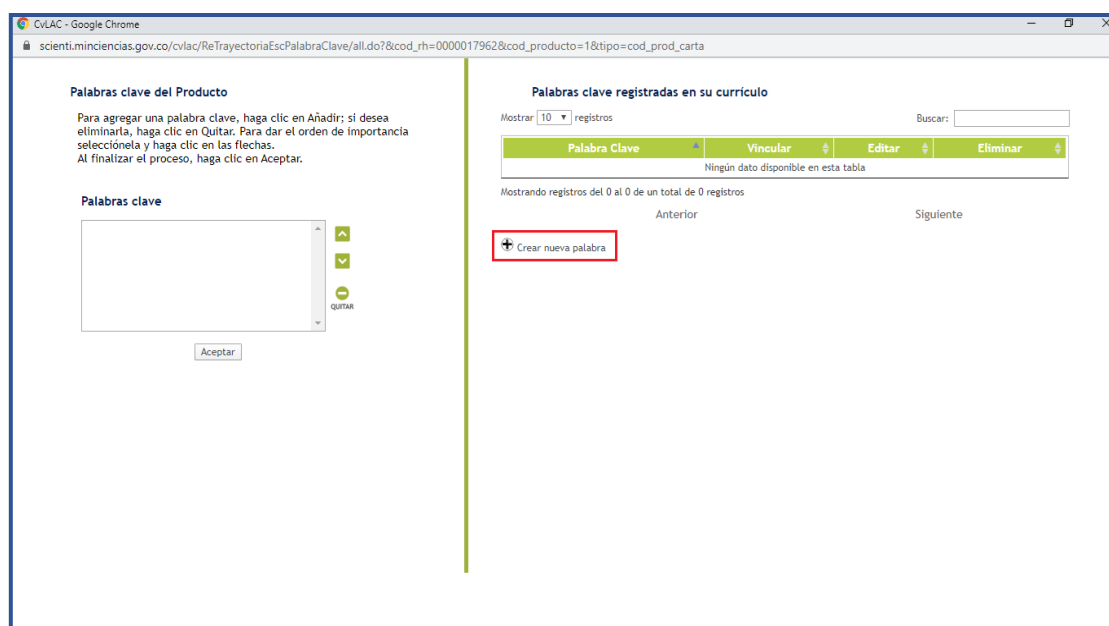 CvLAC - Google Chrome
scienti.minciencias.gov.co/cvlac/ReTrayectoriaEscPalabraClave/all.do?&cod_rh=0000017962&cod_producto=1&tipo=cod_prod_carta
Palabras clave del Producto
Para agregar una palabra clave, haga clic en Añadir; si desea
eliminarla, haga clic en Quitar. Para dar el orden de importancia
selecciónela y haga clic en las flechas.
Al finalizar el proceso, haga clic en Aceptar.
Palabras clave
QUITAR
Aceptar
Palabras clave registradas en su currículo
Mostrar 10 registros
Buscar:
Palabra Clave Vincular Editar Eliminar
Ningún dato disponible en esta tabla
Mostrando registros del 0 al 0 de un total de 0 registros
Anterior Siguiente
Crear nueva palabra